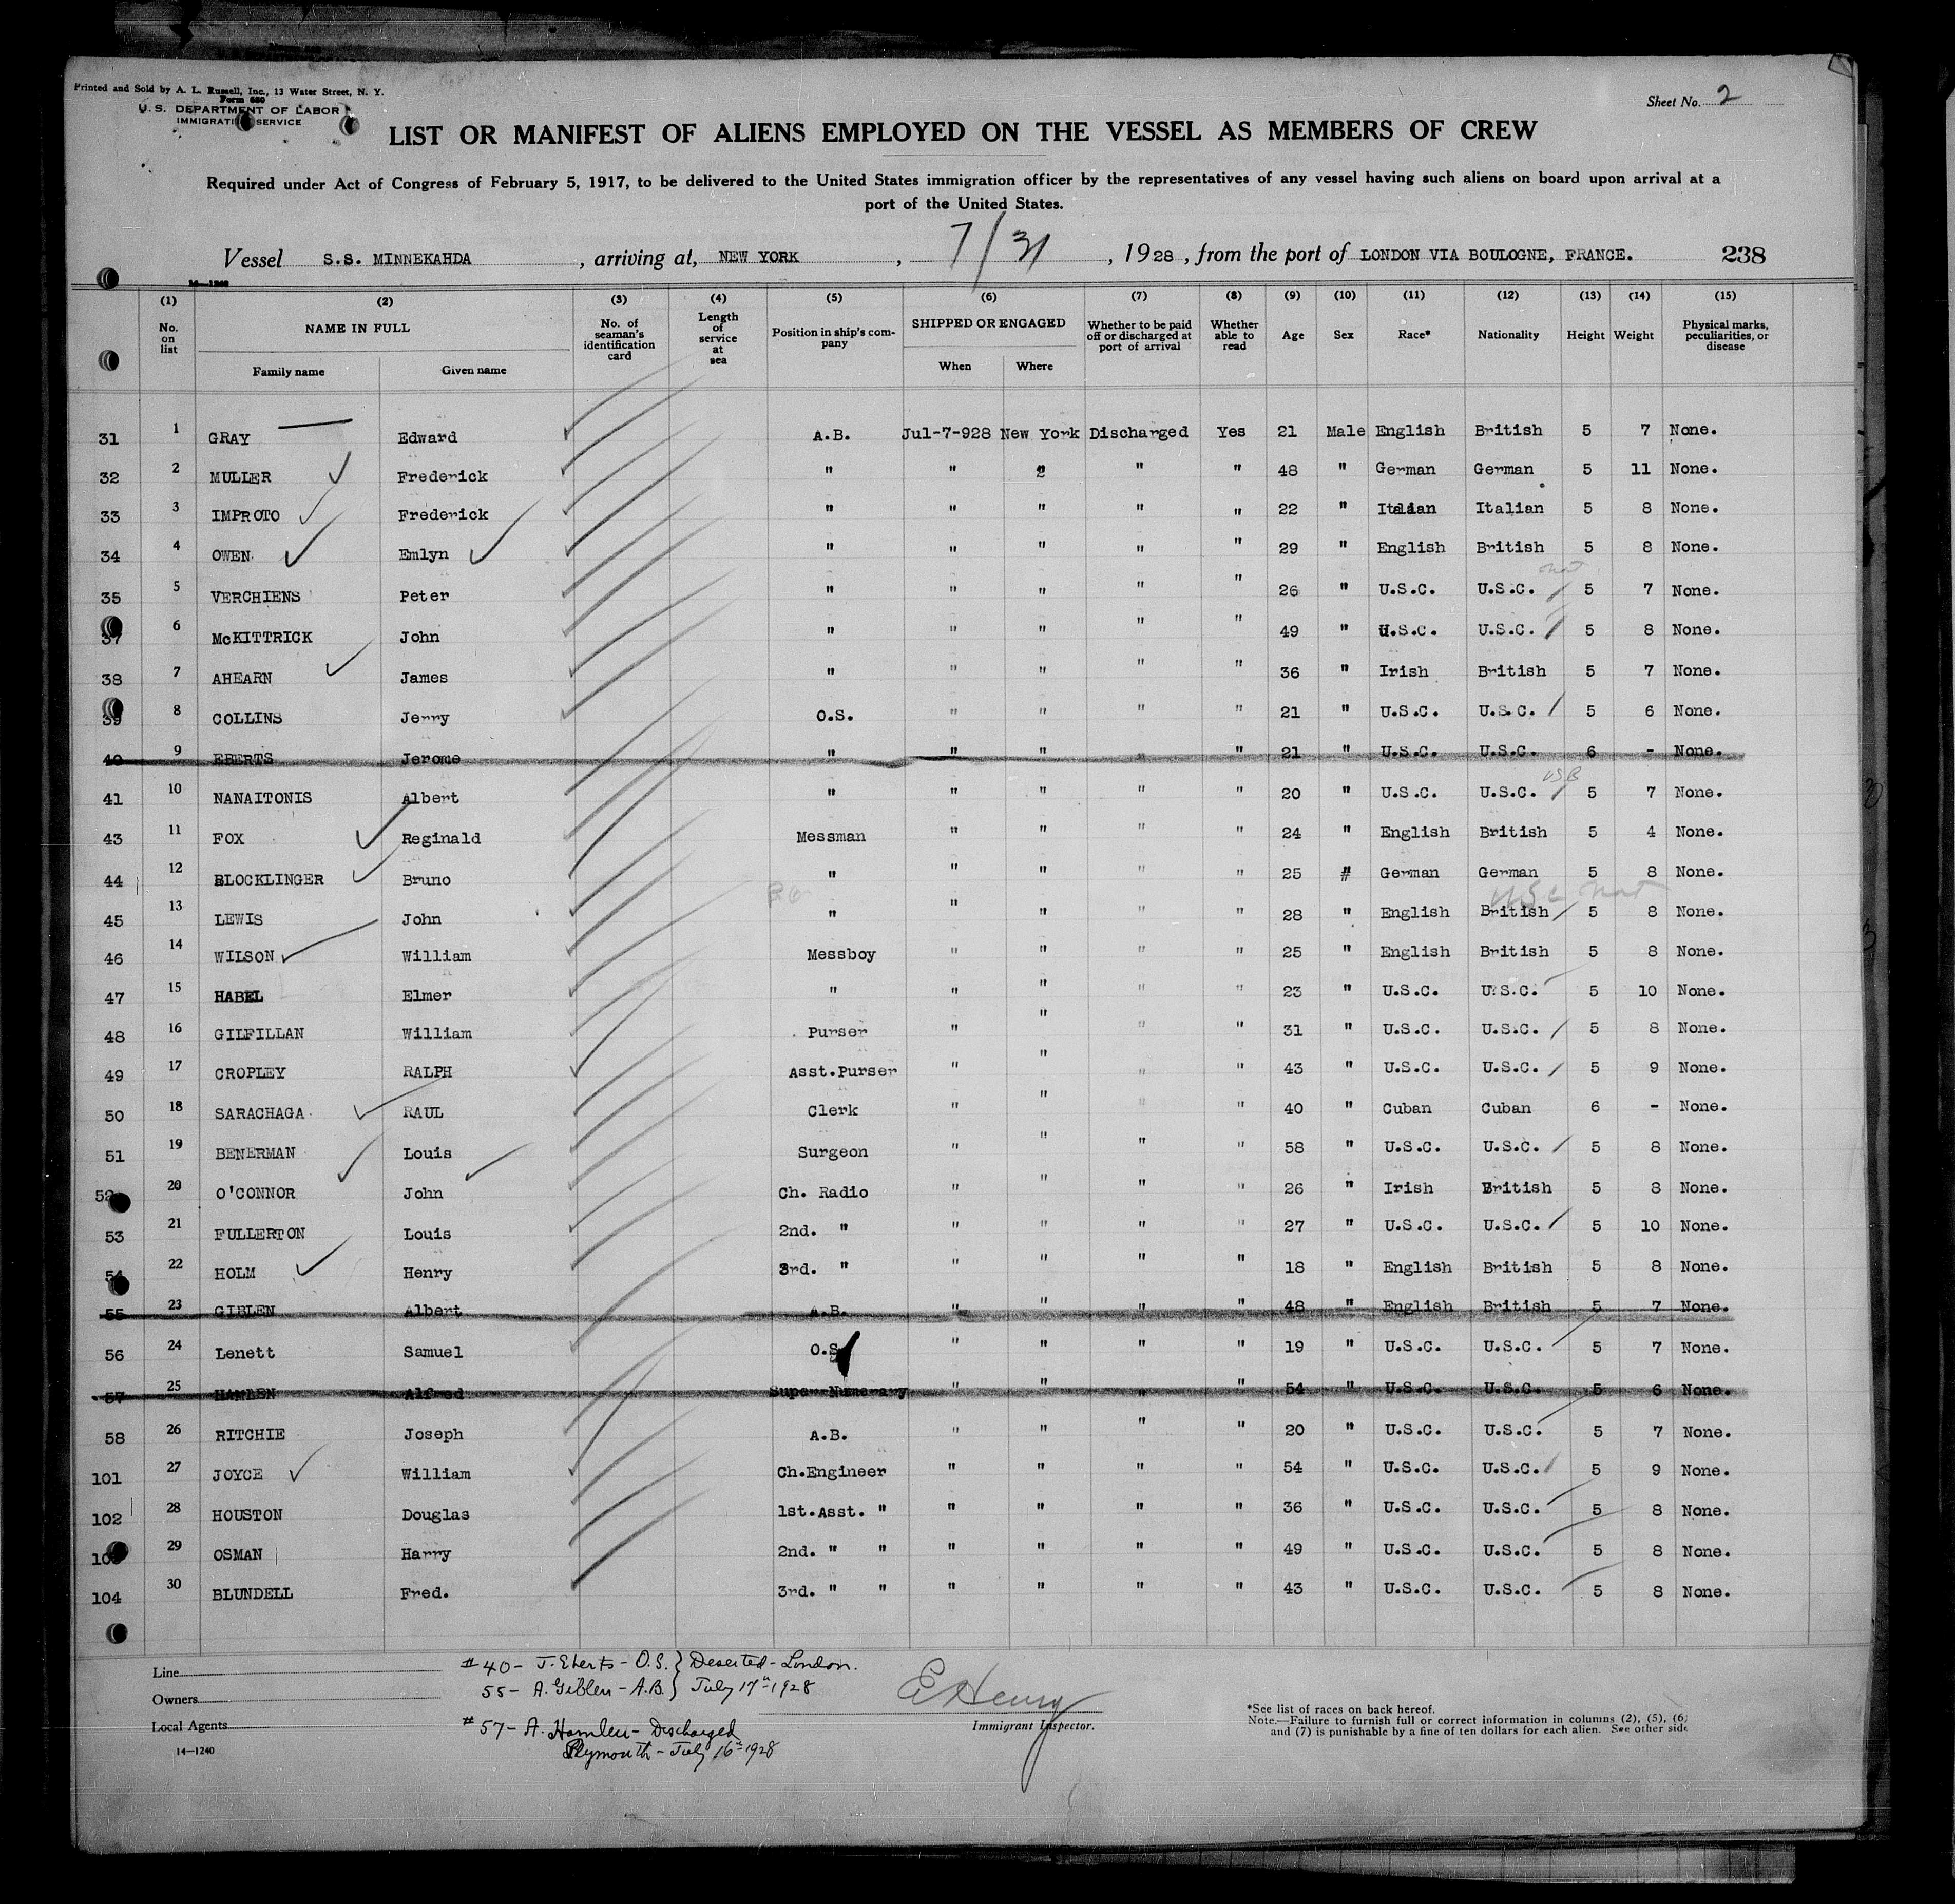 Printed and Sold by A. L. Russell, Inc., 13 Water Street, N. Y.
Form 680
U. S. DEPARTMENT OF LABOR
IMMIGRATION SERVICE
Sheet No. 2
LIST OR MANIFEST OF ALIENS EMPLOYED ON THE VESSEL AS MEMBERS OF CREW
Required under Act of Congress of February 5, 1917, to be delivered to the United States immigration officer by the representatives of any vessel having such aliens on board upon arrival at a
port of the United States.
Vessel S.S. MINNEKAHDA, arriving at, NEW YORK, 7/31, 1928, from the port of LONDON VIA BOULOGNE, FRANCE. 238
14—1240
(1) (2) (3) (4) (5) (6) (7) (8) (9) (10) (11) (12) (13) (14) (15)
No. on list NAME IN FULL Family name Given name No. of seaman's identification card Length of service at sea Position in ship's company SHIPPED OR ENGAGED When Where Whether to be paid off or discharged at port of arrival Whether able to read Age Sex Race* Nationality Height Weight Physical marks, peculiarities, or disease
31 1 GRAY Edward A.B. Jul-7-928 New York Discharged Yes 21 Male English British 5 7 None.
32 2 MULLER Frederick " " " " " 48 " German German 5 11 None.
33 3 IMPROTO Frederick " " " " " 22 " Italian Italian 5 8 None.
34 4 OWEN Emlyn " " " " " 29 " English British 5 8 None.
35 5 VERCHIENS Peter " " " " " 26 " U.S.C. U.S.C. nat 5 7 None.
37 6 McKITTRICK John " " " " " 49 " U.S.C. U.S.C. 5 8 None.
38 7 AHEARN James " " " " " 36 " Irish British 5 7 None.
39 8 COLLINS Jerry O.S. " " " " 21 " U.S.C. U.S.C. 5 6 None.
40 9 EBERTS Jerome " " " " " 21 " U.S.C. U.S.C. 6 - None.
41 10 NANAITONIS Albert " " " " " 20 " U.S.C. U.S.C. USB 5 7 None.
43 11 FOX Reginald Messman " " " " 24 " English British 5 4 None.
44 12 BLOCKLINGER Bruno " " " " " 25 " German German 5 8 None.
45 13 LEWIS John " " " " " 28 " English British USC nat 5 8 None.
46 14 WILSON William Messboy " " " " 25 " English British 5 8 None.
47 15 HABEL Elmer " " " " " 23 " U.S.C. U.S.C. 5 10 None.
48 16 GILFILLAN William Purser " " " " 31 " U.S.C. U.S.C. 5 8 None.
49 17 CROPLEY RALPH Asst.Purser " " " " 43 " U.S.C. U.S.C. 5 9 None.
50 18 SARACHAGA RAUL Clerk " " " " 40 " Cuban Cuban 6 - None.
51 19 BENERMAN Louis Surgeon " " " " 58 " U.S.C. U.S.C. 5 8 None.
52 20 O'CONNOR John Ch. Radio " " " " 26 " Irish British 5 8 None.
53 21 FULLERTON Louis 2nd. " " " " " 27 " U.S.C. U.S.C. 5 10 None.
54 22 HOLM Henry 3rd. " " " " " 18 " English British 5 8 None.
55 23 GIBLEN Albert A.B. " " " " 48 " English British 5 7 None.
56 24 Lenett Samuel O.S " " " " 19 " U.S.C. U.S.C. 5 7 None.
57 25 HAMLEN Alfred Super-Numerary " " " " 54 " U.S.C. U.S.C. 5 6 None.
58 26 RITCHIE Joseph A.B. " " " " 20 " U.S.C. U.S.C. 5 7 None.
101 27 JOYCE William Ch.Engineer " " " " 54 " U.S.C. U.S.C. 5 9 None.
102 28 HOUSTON Douglas 1st.Asst. " " " " " 36 " U.S.C. U.S.C. 5 8 None.
103 29 OSMAN Harry 2nd. " " " " " " 49 " U.S.C. U.S.C. 5 8 None.
104 30 BLUNDELL Fred. 3rd. " " " " " " 43 " U.S.C. U.S.C. 5 8 None.
Line
Owners
Local Agents
14—1240
#40- J. Eberts - O.S. } Deserted - London.
55- A. Giblen - A.B. } July 17th 1928
#57- A. Hamlen - Discharged
Plymouth - July 16th 1928
E Henry
Immigrant Inspector.
*See list of races on back hereof.
Note.—Failure to furnish full or correct information in columns (2), (5), (6)
and (7) is punishable by a fine of ten dollars for each alien. See other side